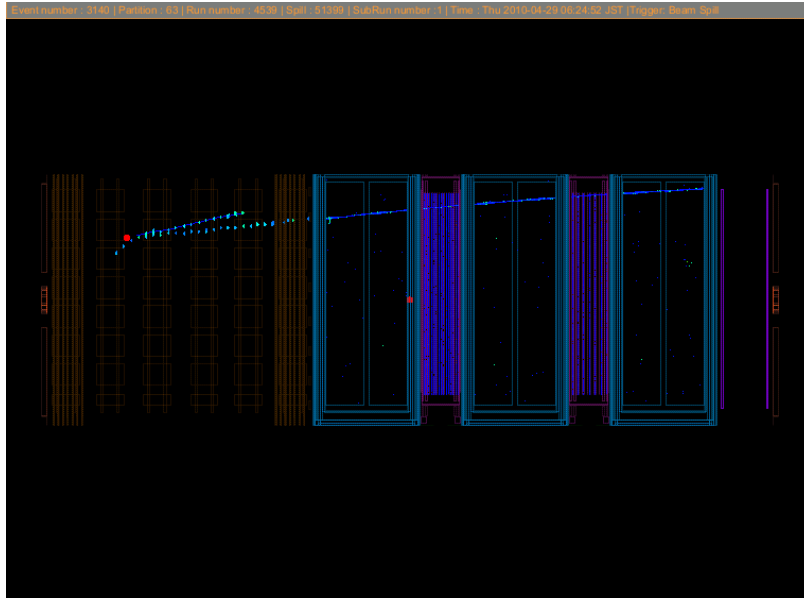 Event number : 3140 | Partition : 63 | Run number : 4539 | Spill : 51399 | SubRun number :1 | Time : Thu 2010-04-29 06:24:52 JST |Trigger: Beam Spill